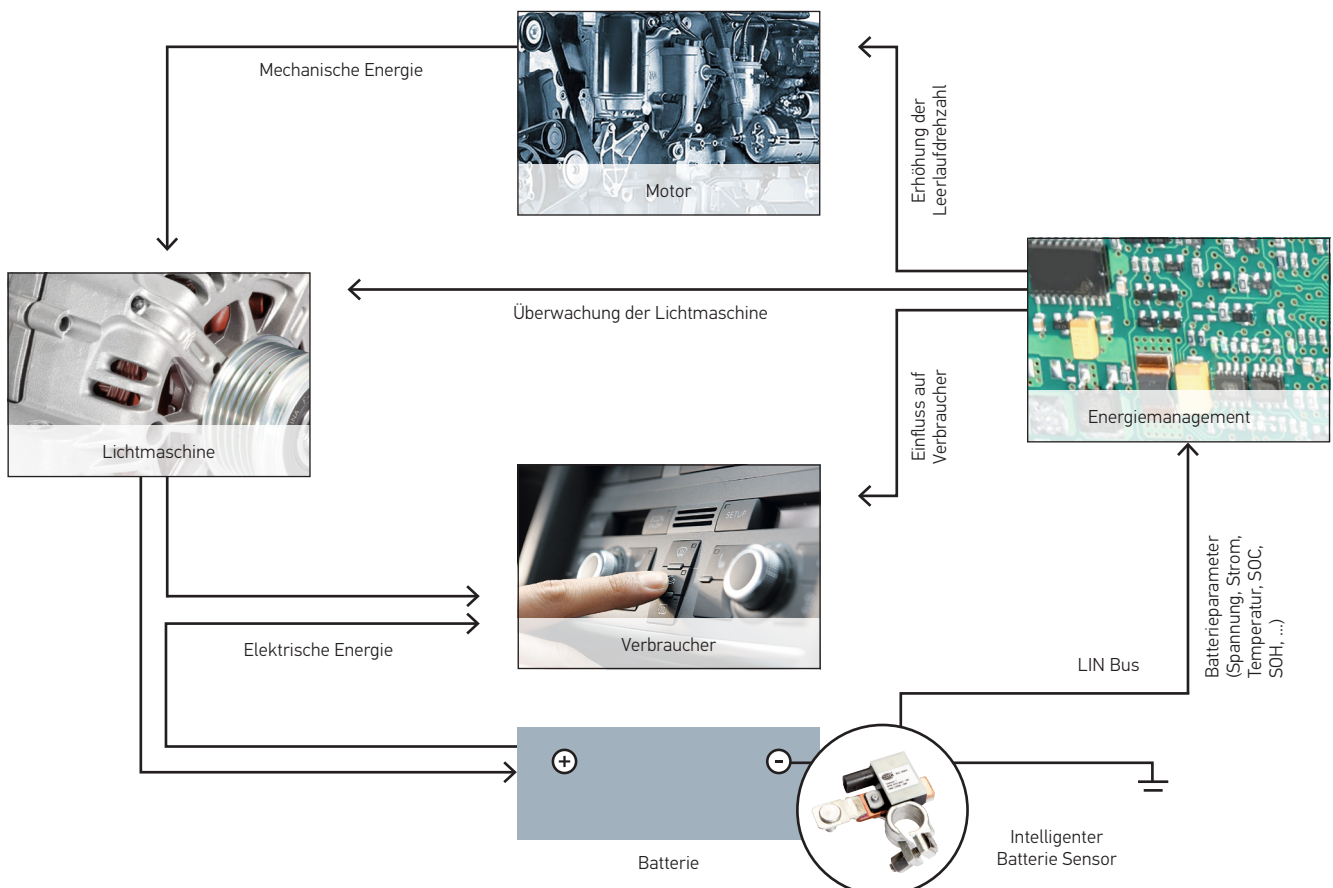 Mechanische Energie
Motor
Erhöhung der
Leerlaufdrehzahl
Überwachung der Lichtmaschine
Lichtmaschine
Einfluss auf
Verbraucher
Energiemanagement
SETUP
Verbraucher
Elektrische Energie
LIN Bus
Batterieparameter
(Spannung, Strom,
Temperatur, SOC,
SOH, ...)
+
-
Batterie
Intelligenter
Batterie Sensor